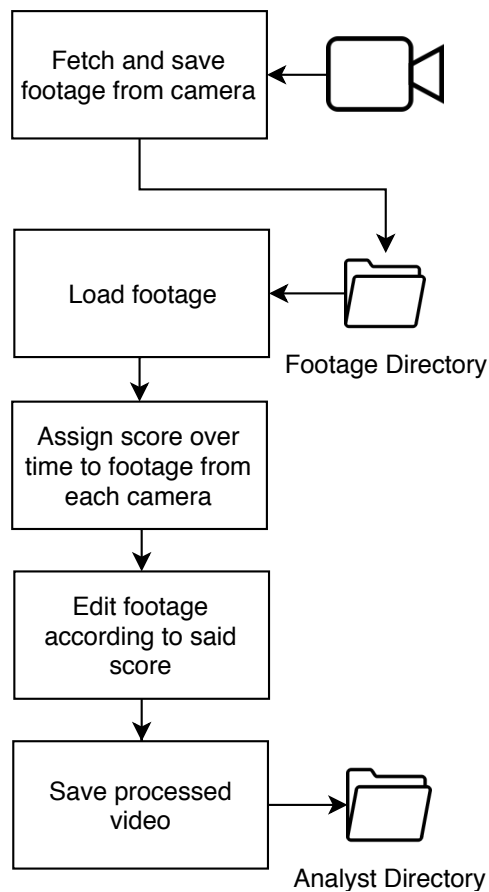 Fetch and save
footage from camera
Load footage
Footage Directory
Assign score over
time to footage from
each camera
Edit footage
according to said
score
Save processed
video
Analyst Directory